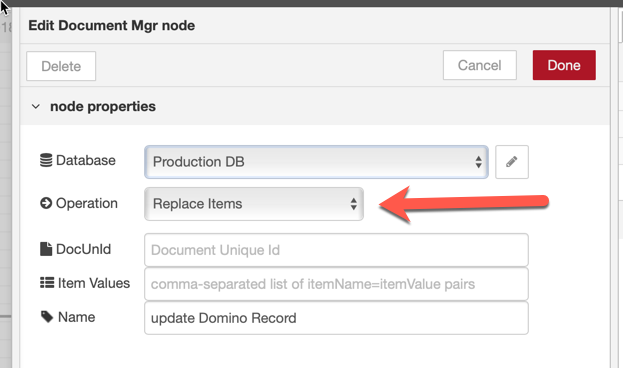 18
Edit Document Mgr node
Delete
Cancel
Done
node properties
Database
Production DB
Operation
Replace Items
DocUnId
Document Unique Id
Item Values
comma-separated list of itemName=itemValue pairs
Name
update Domino Record